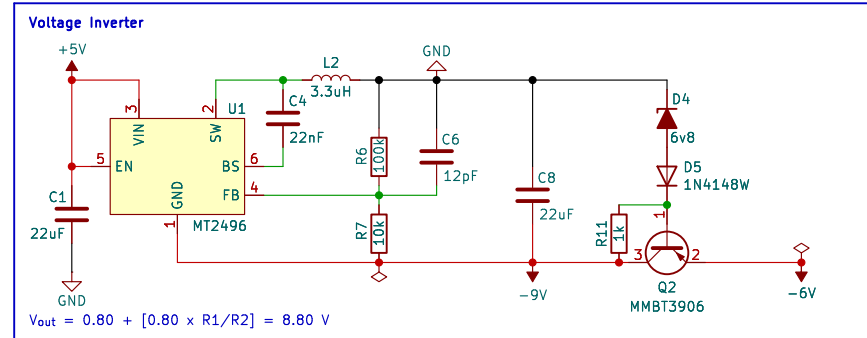 Voltage Inverter
+5V
GND
L2
3.3uH
C4
22nF
U1
3
2
VIN
SW
5
EN
BS
6
FB
4
GND
1
MT2496
C1
22uF
GND
R6
100k
C6
12pF
R7
10k
C8
22uF
-9V
D4
6v8
D5
1N4148W
R11
1k
1
3
2
Q2
MMBT3906
-6V
Vout = 0.80 + [0.80 x R1/R2] = 8.80 V